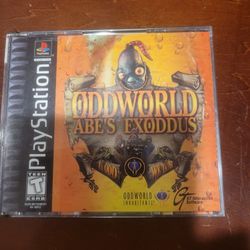 PlayStation
ODDWORLD
ABE'S EXODDUS
TEEN
ODDWORLD
INHABITANTS
GT Interactive
Software